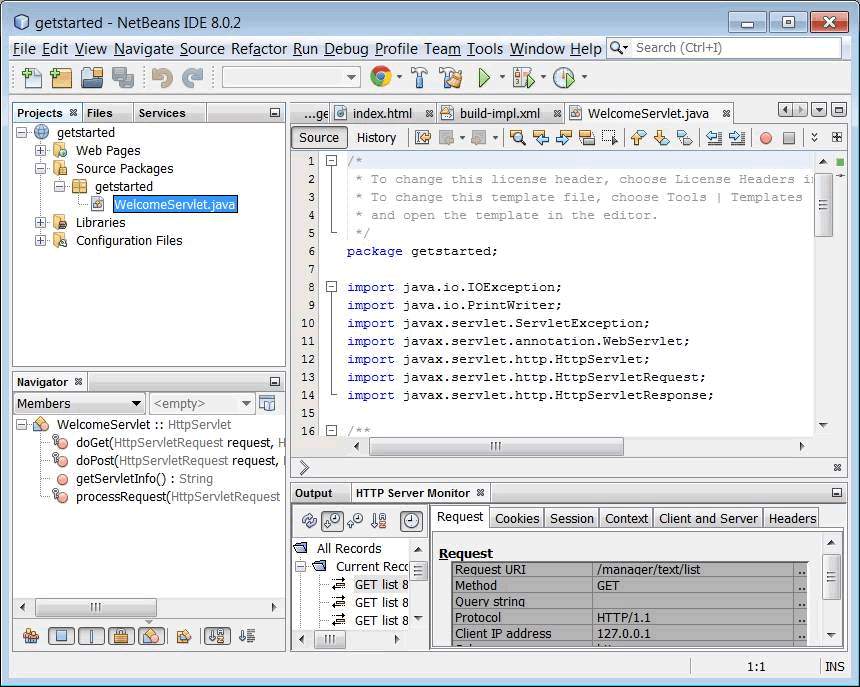 getstarted - NetBeans IDE 8.0.2
File Edit View Navigate Source Refactor Run Debug Profile Team Tools Window Help Search (Ctrl+I)
Projects Files Services
getstarted
Web Pages
Source Packages
getstarted
WelcomeServlet.java
Libraries
Configuration Files
Navigator
Members <empty>
WelcomeServlet :: HttpServlet
doGet(HttpServletRequest request, H
doPost(HttpServletRequest request,
getServletInfo() : String
processRequest(HttpServletRequest
...ge index.html build-impl.xml WelcomeServlet.java
Source History
1 /*
2 * To change this license header, choose License Headers in
3 * To change this template file, choose Tools | Templates
4 * and open the template in the editor.
5 */
6 package getstarted;
7
8 import java.io.IOException;
9 import java.io.PrintWriter;
10 import javax.servlet.ServletException;
11 import javax.servlet.annotation.WebServlet;
12 import javax.servlet.http.HttpServlet;
13 import javax.servlet.http.HttpServletRequest;
14 import javax.servlet.http.HttpServletResponse;
15
16 /**
Output HTTP Server Monitor
All Records
Current Recc
GET list 8
GET list 8
GET list 8
Request Cookies Session Context Client and Server Headers
Request
Request URI /manager/text/list ..
Method GET ..
Query string ..
Protocol HTTP/1.1 ..
Client IP address 127.0.0.1 ..
1:1 INS